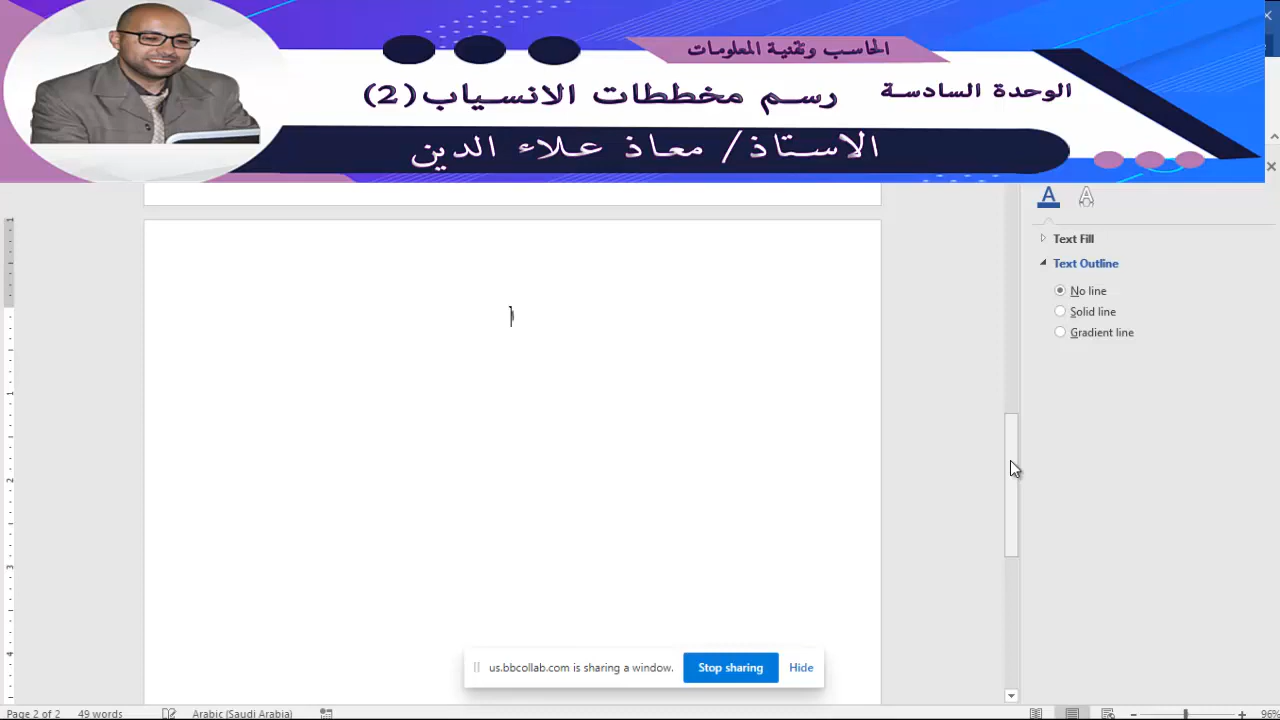 الحاسب وتقنية المعلومات
الوحدة السادسة
رسم مخططات الانسياب(2)
الاستاذ/ معاذ علاء الدين
Text Fill
Text Outline
No line
Solid line
Gradient line
us.bbcollab.com is sharing a window.
Stop sharing
Hide
Page 2 of 2
49 words
Arabic (Saudi Arabia)
96%